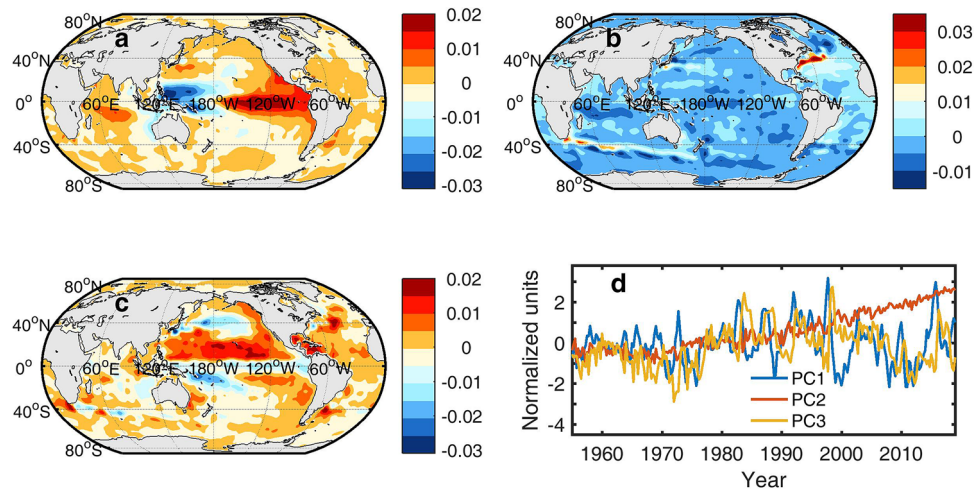 80°N
a
40°N
0°
60°E 120°E -180°W 120°W 60°W
40°S
80°S
0.02
0.01
0
-0.01
-0.02
-0.03
80°N
b
40°N
0°
60°E 120°E -180°W 120°W 60°W
40°S
80°S
0.03
0.02
0.01
0
-0.01
80°N
c
40°N
0°
60°E 120°E -180°W 120°W 60°W
40°S
80°S
0.02
0.01
0
-0.01
-0.02
-0.03
d
Normalized units
2
0
-2
-4
PC1
PC2
PC3
1960 1970 1980 1990 2000 2010
Year